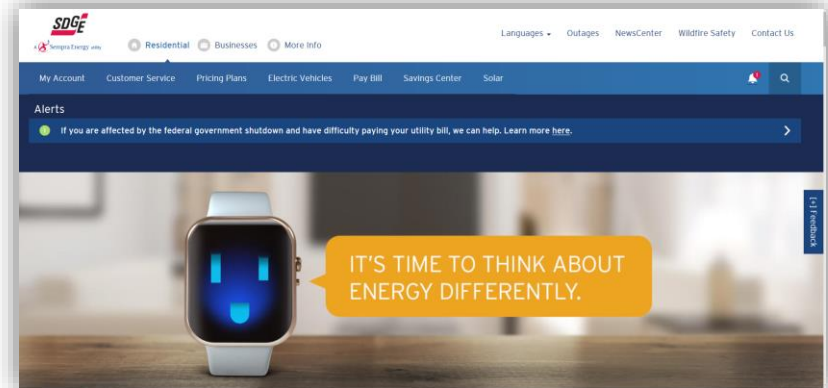 SDGE
A Sempra Energy utility
Residential Businesses More Info
Languages Outages NewsCenter Wildfire Safety Contact Us
My Account Customer Service Pricing Plans Electric Vehicles Pay Bill Savings Center Solar
Alerts
If you are affected by the federal government shutdown and have difficulty paying your utility bill, we can help. Learn more here.
[+] Feedback
IT'S TIME TO THINK ABOUT
ENERGY DIFFERENTLY.